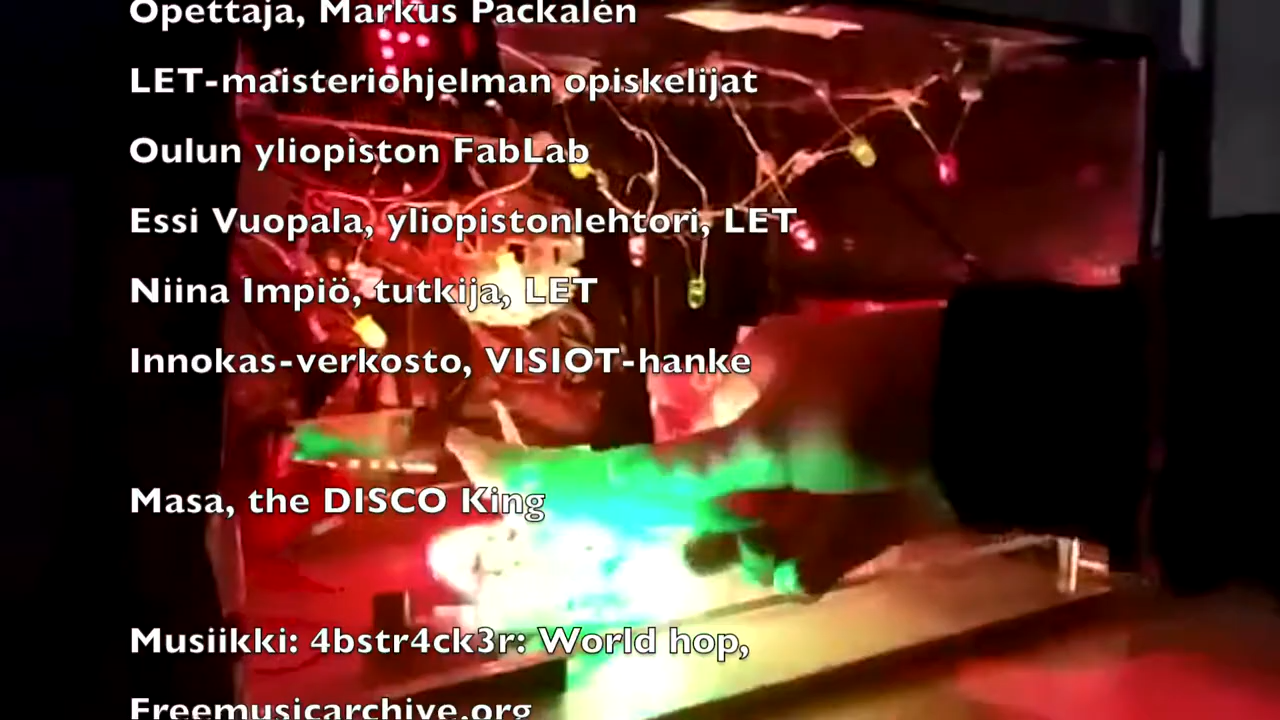 Opettaja, Markus Packalén
LET-maisteriohjelman opiskelijat
Oulun yliopiston FabLab
Essi Vuopala, yliopistonlehtori, LET
Niina Impiö, tutkija, LET
Innokas-verkosto, VISIOT-hanke
Masa, the DISCO King
Musiikki: 4bstr4ck3r: World hop,
Freemusicarchive.org